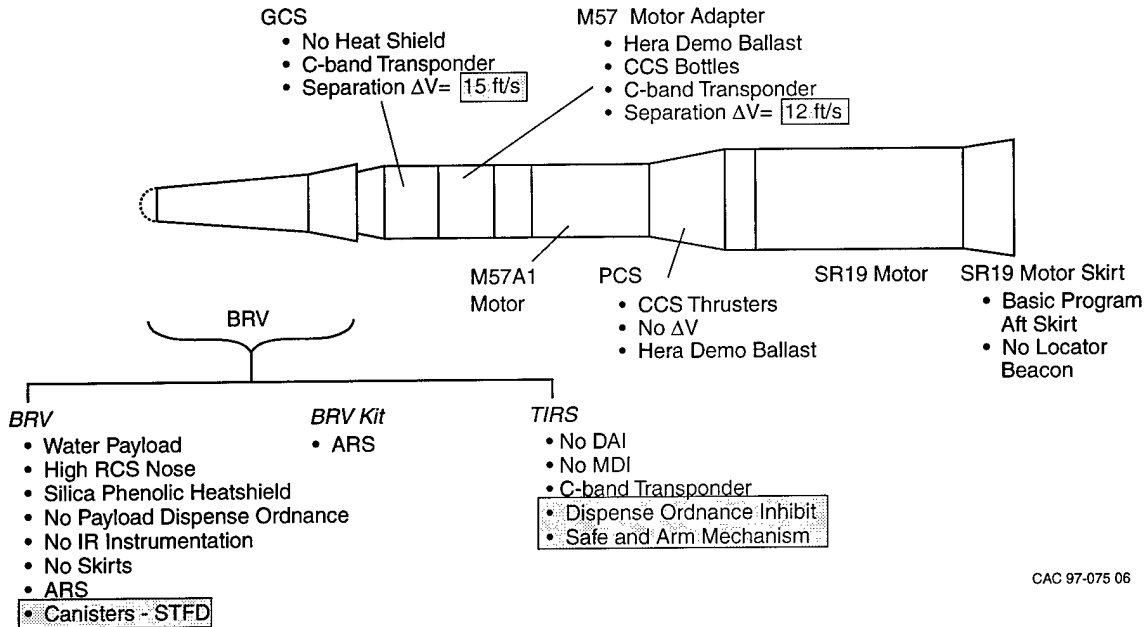 GCS
• No Heat Shield
• C-band Transponder
• Separation ΔV= 15 ft/s
M57 Motor Adapter
• Hera Demo Ballast
• CCS Bottles
• C-band Transponder
• Separation ΔV= 12 ft/s
M57A1
Motor
PCS
• CCS Thrusters
• No ΔV
• Hera Demo Ballast
SR19 Motor
SR19 Motor Skirt
• Basic Program
Aft Skirt
• No Locator
Beacon
BRV
BRV
• Water Payload
• High RCS Nose
• Silica Phenolic Heatshield
• No Payload Dispense Ordnance
• No IR Instrumentation
• No Skirts
• ARS
• Canisters - STFD
BRV Kit
• ARS
TIRS
• No DAI
• No MDI
• C-band Transponder
• Dispense Ordnance Inhibit
• Safe and Arm Mechanism
CAC 97-075 06